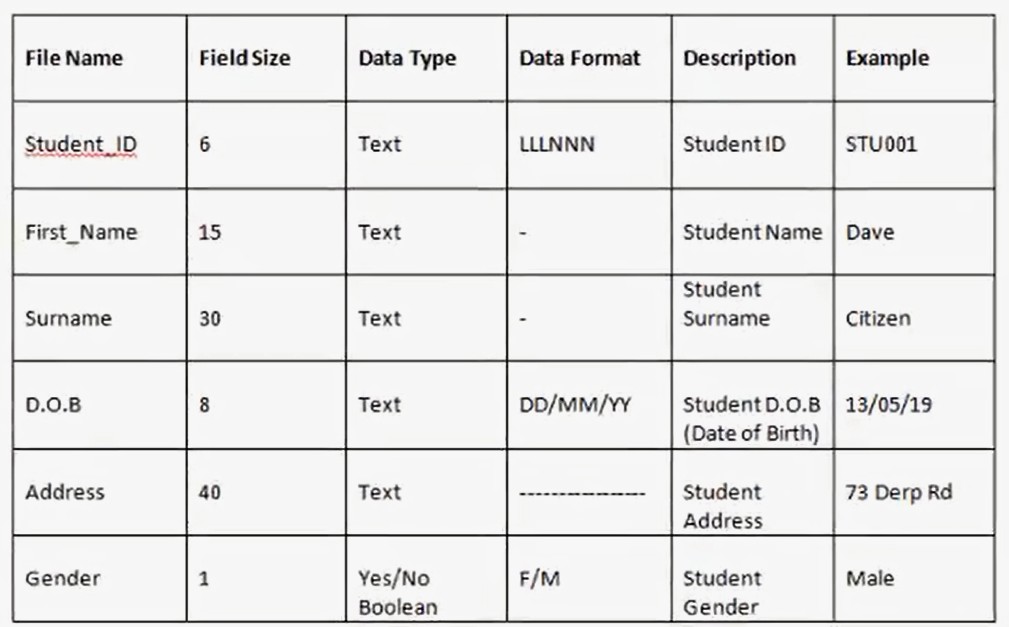 File Name Field Size Data Type Data Format Description Example
Student_ID 6 Text LLLNNN Student ID STU001
First_Name 15 Text - Student Name Dave
Student
Surname 30 Text - Surname Citizen
D.O.B 8 Text DD/MM/YY Student D.O.B 13/05/19
(Date of Birth)
Address 40 Text ----------------- Student 73 Derp Rd
Address
Gender 1 Yes/No F/M Student Male
Boolean Gender